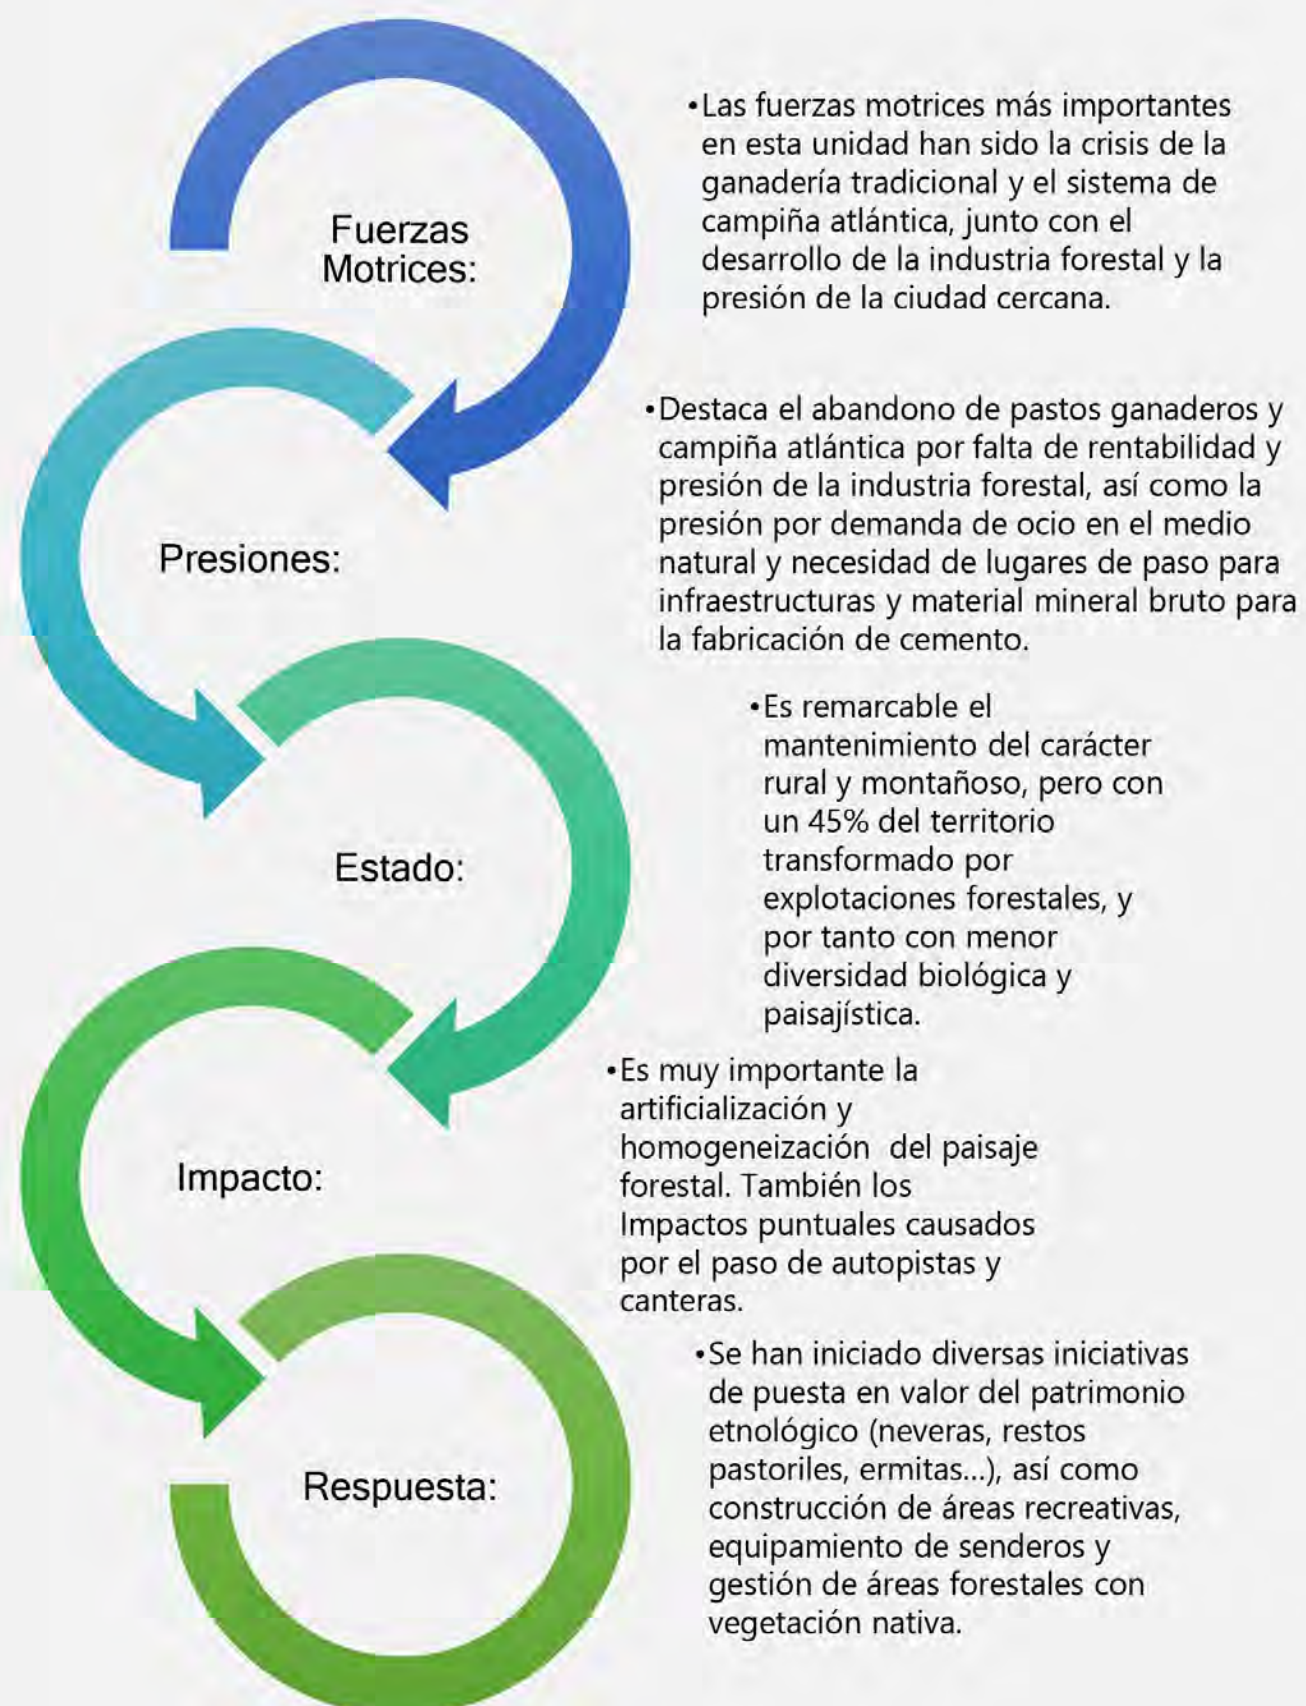 Fuerzas
Motrices:
•Las fuerzas motrices más importantes
en esta unidad han sido la crisis de la
ganadería tradicional y el sistema de
campiña atlántica, junto con el
desarrollo de la industria forestal y la
presión de la ciudad cercana.
Presiones:
•Destaca el abandono de pastos ganaderos y
campiña atlántica por falta de rentabilidad y
presión de la industria forestal, así como la
presión por demanda de ocio en el medio
natural y necesidad de lugares de paso para
infraestructuras y material mineral bruto para
la fabricación de cemento.
Estado:
•Es remarcable el
mantenimiento del carácter
rural y montañoso, pero con
un 45% del territorio
transformado por
explotaciones forestales, y
por tanto con menor
diversidad biológica y
paisajística.
Impacto:
•Es muy importante la
artificialización y
homogeneización del paisaje
forestal. También los
Impactos puntuales causados
por el paso de autopistas y
canteras.
Respuesta:
•Se han iniciado diversas iniciativas
de puesta en valor del patrimonio
etnológico (neveras, restos
pastoriles, ermitas...), así como
construcción de áreas recreativas,
equipamiento de senderos y
gestión de áreas forestales con
vegetación nativa.